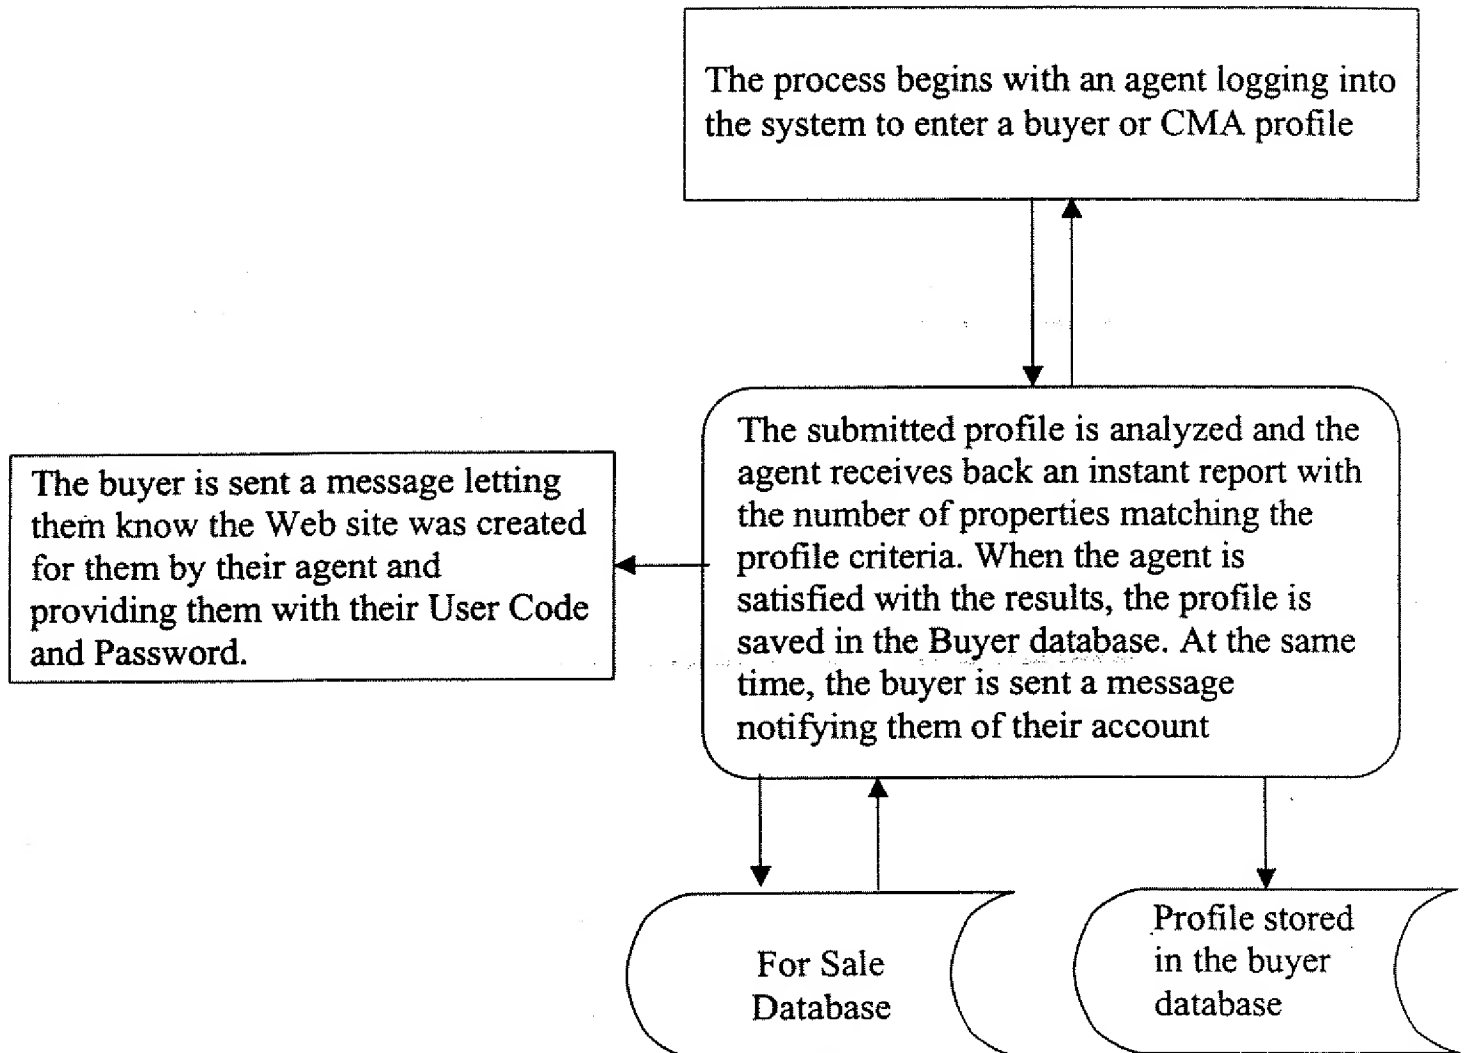 The process begins with an agent logging into
the system to enter a buyer or CMA profile
The submitted profile is analyzed and the
agent receives back an instant report with
the number of properties matching the
profile criteria. When the agent is
satisfied with the results, the profile is
saved in the Buyer database. At the same
time, the buyer is sent a message
notifying them of their account
The buyer is sent a message letting
them know the Web site was created
for them by their agent and
providing them with their User Code
and Password.
For Sale
Database
Profile stored
in the buyer
database